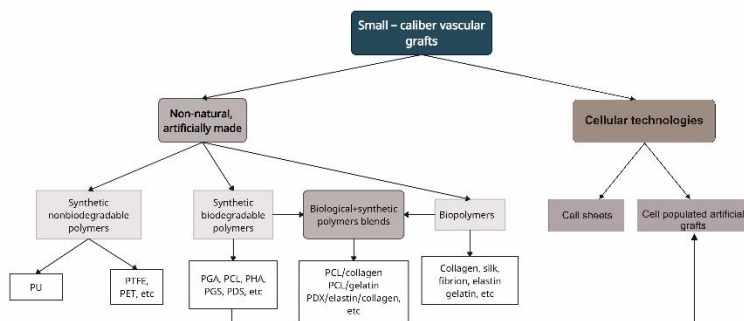 Small – caliber vascular
grafts
Non-natural,
artificially made
Cellular technologies
Synthetic
nonbiodegradable
polymers
Synthetic
biodegradable
polymers
Biological+synthetic
polymers blends
Biopolymers
Cell sheets
Cell populated artificial
grafts
PU
PTFE,
PET, etc
PGA, PCL, PHA,
PGS, PDS, etc
PCL/collagen
PCL/gelatin
PDX/elastin/collagen,
etc
Collagen, silk,
fibrion, elastin
gelatin, etc